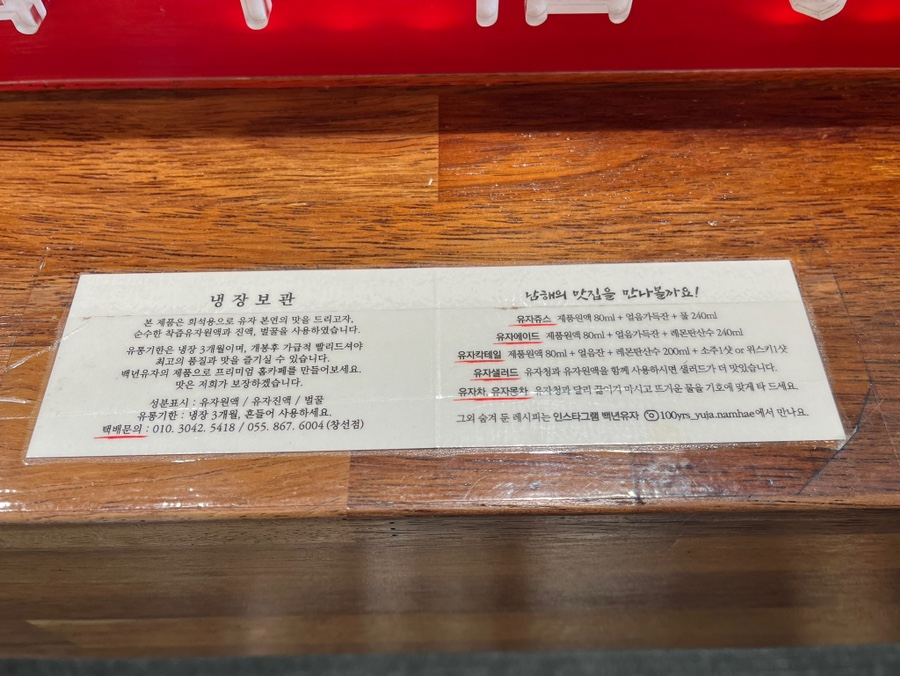 냉장보관
본 제품은 희석용으로 유자 본연의 맛을 드리고자,
순수한 착즙유자원액과 진액, 벌꿀을 사용하였습니다.
유통기한은 냉장 3개월이며, 개봉후 가급적 빨리드셔야
최고의 품질과 맛을 즐기실 수 있습니다.
백년유자의 제품으로 프리미엄 홈카페를 만들어보세요.
맛은 저희가 보장하겠습니다.
성분표시 : 유자원액 / 유자진액 / 벌꿀
유통기한 : 냉장 3개월, 흔들어 사용하세요.
택배문의 : 010. 3042. 5418 / 055. 867. 6004 (창선점)
남해의 맛집을 만나볼까요!
유자쥬스 제품원액 80ml + 얼음가득잔 + 물 240ml
유자에이드 제품원액 80ml + 얼음가득잔 + 레몬탄산수 240ml
유자칵테일 제품원액 80ml + 얼음잔 + 레몬탄산수 200ml + 소주1샷 or 위스키1샷
유자샐러드 유자청과 유자원액을 함께 사용하시면 샐러드가 더 맛있습니다.
유자차, 유자몽차 유자청과 달리 끓이기 마시고 뜨거운 물을 기호에 맞게 타 드세요.
그외 숨겨 둔 레시피는 인스타그램 백년유자 100yrs_yuja.namhae에서 만나요.